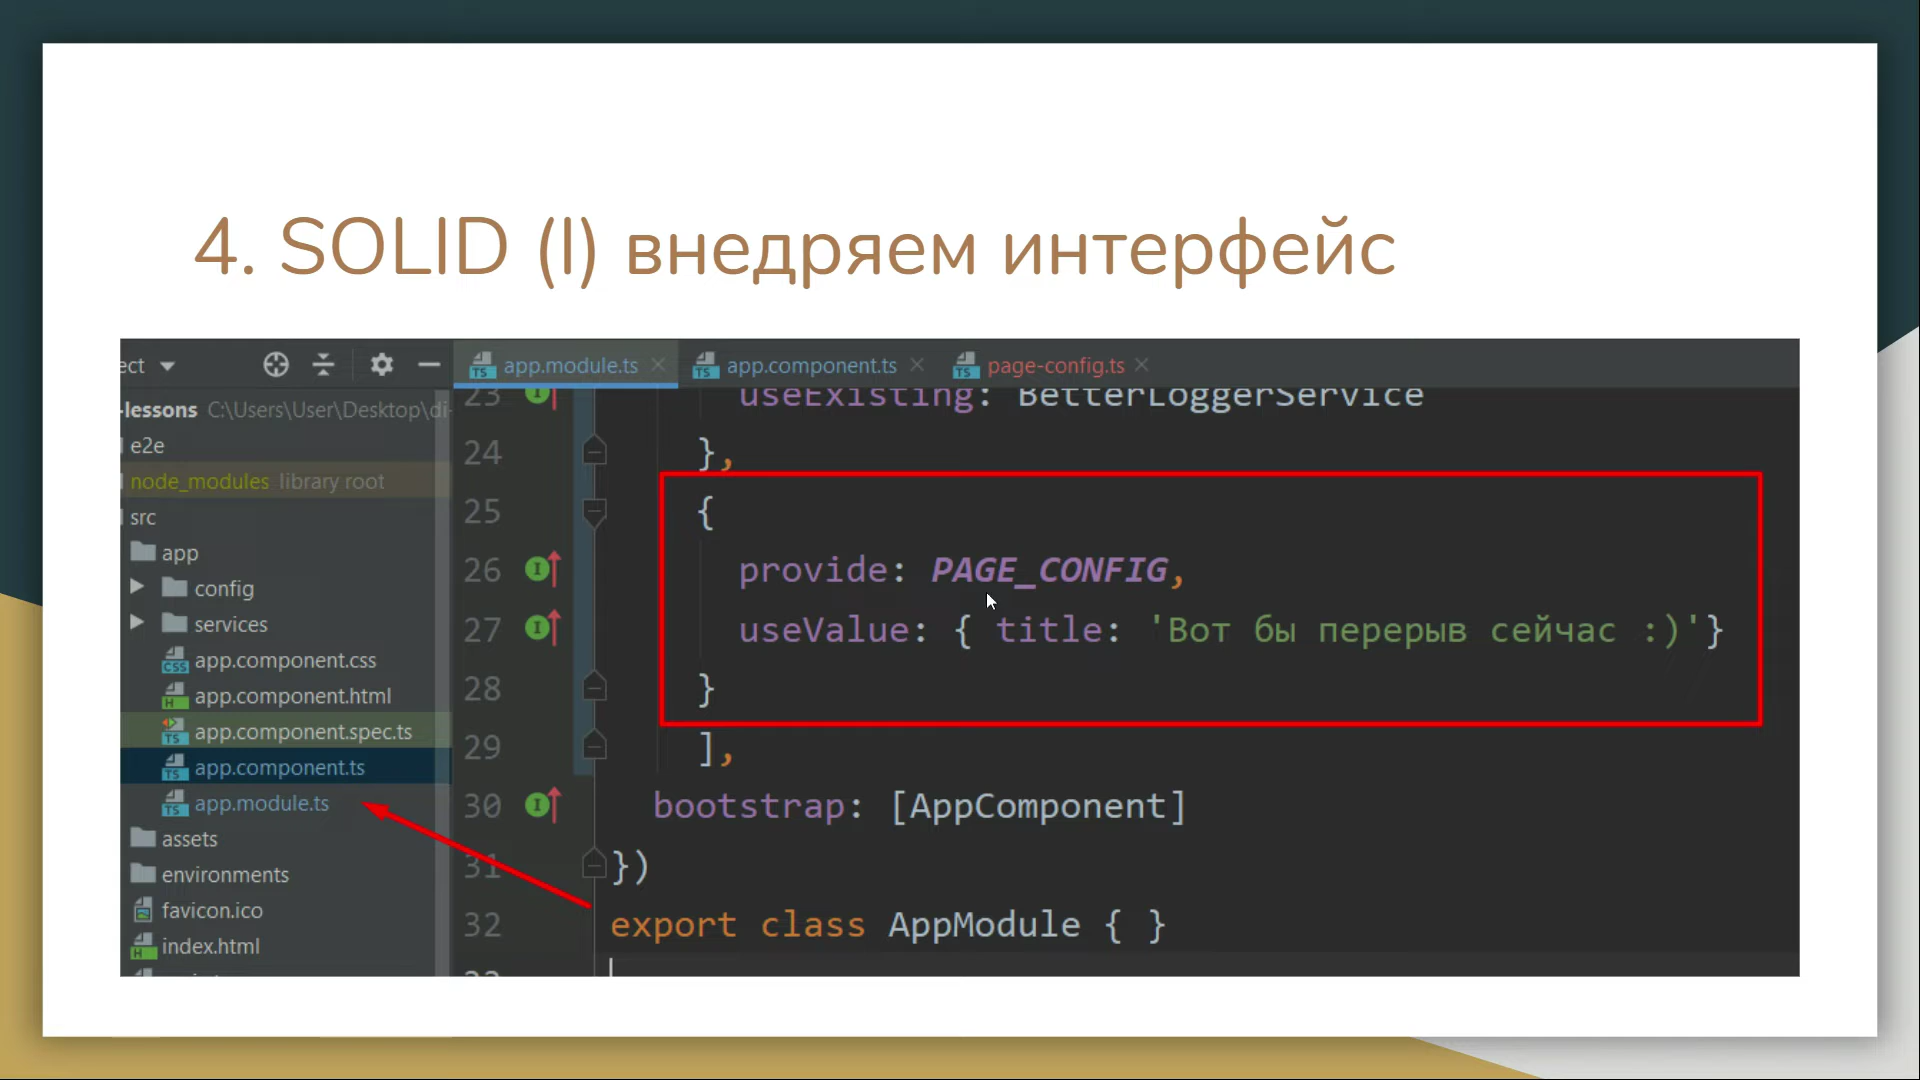 4. SOLID (I) внедряем интерфейс
ect
app.module.ts
app.component.ts
page-config.ts
-lessons C:\Users\User\Desktop\di-
e2e
node_modules library root
src
app
config
services
app.component.css
app.component.html
app.component.spec.ts
app.component.ts
app.module.ts
assets
environments
favicon.ico
index.html
23 useExisting: BetterLoggerService
24 },
25 {
26 provide: PAGE_CONFIG,
27 useValue: { title: 'Вот бы перерыв сейчас :)'}
28 }
29 ],
30 bootstrap: [AppComponent]
31 })
32 export class AppModule { }